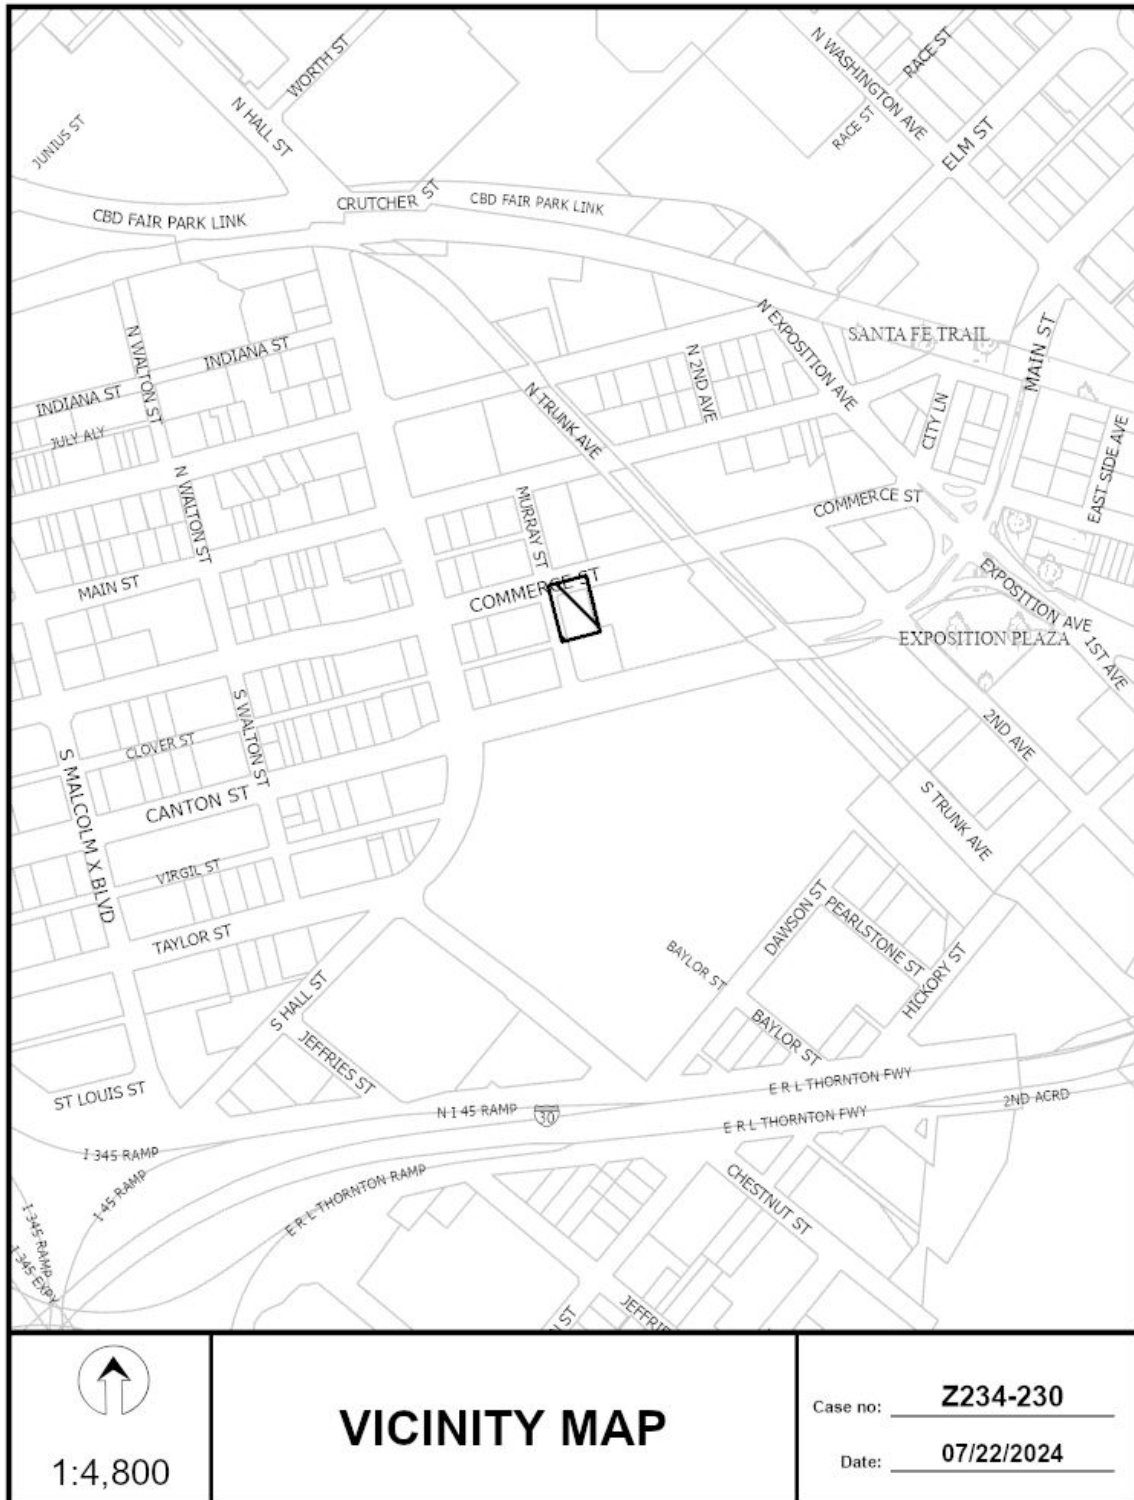 WORTH ST
N HALL ST
JUNIUS ST
N WASHINGTON AVE
RACE ST
RACE ST
ELM ST
CBD FAIR PARK LINK
CRUTCHER ST
CBD FAIR PARK LINK
N WALTON ST
INDIANA ST
INDIANA ST
JULY ALY
N EXPOSITION AVE
SANTA FE TRAIL
MAIN ST
N 2ND AVE
N TRUNK AVE
CITY LN
EAST SIDE AVE
N WALTON ST
MURRAY ST
COMMERCE ST
MAIN ST
COMMERCE ST
EXPOSITION AVE
EXPOSITION PLAZA
1ST AVE
S WALTON ST
CLOVER ST
S MALCOLM X BLVD
CANTON ST
2ND AVE
S TRUNK AVE
VIRGIL ST
TAYLOR ST
DAWSON ST
PEARLSTONE ST
BAYLOR ST
HICKORY ST
S HALL ST
JEFFRIES ST
BAYLOR ST
ST LOUIS ST
E R L THORNTON FWY
N I 45 RAMP
30
E R L THORNTON FWY
2ND ACRD
I 345 RAMP
I 45 RAMP
E R L THORNTON RAMP
CHESTNUT ST
I 345 RAMP
I 345 EXPY
N ST
JEFFRIE
1:4,800
VICINITY MAP
Case no: Z234-230
Date: 07/22/2024